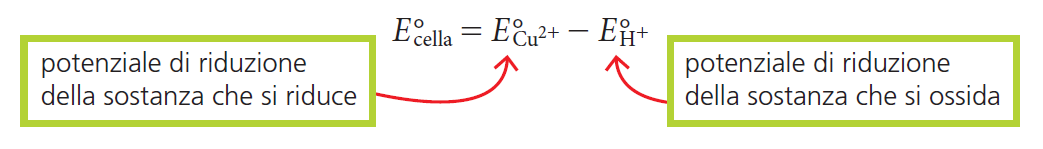 E°cella = E°Cu²⁺ − E°H⁺
potenziale di riduzione
della sostanza che si riduce
potenziale di riduzione
della sostanza che si ossida